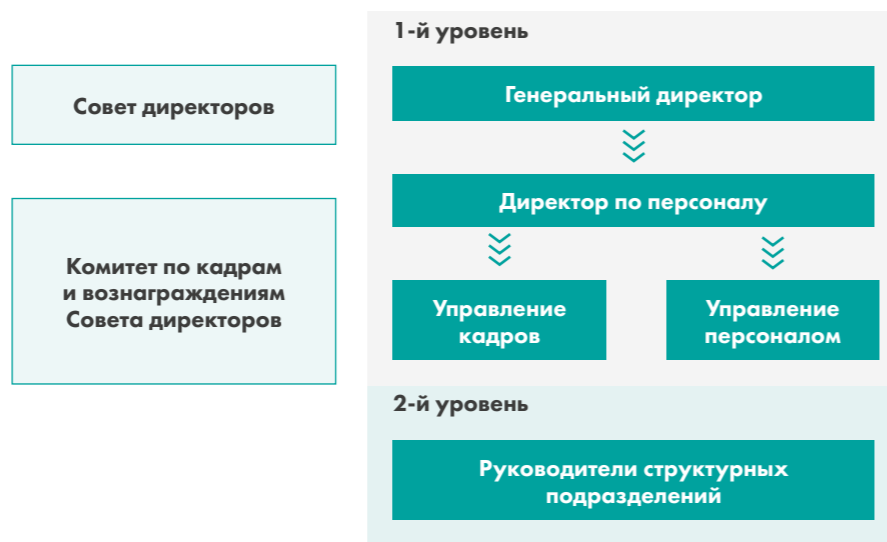 Совет директоров
Комитет по кадрам
и вознаграждениям
Совета директоров
1-й уровень
Генеральный директор
Директор по персоналу
Управление
кадров
Управление
персоналом
2-й уровень
Руководители структурных
подразделений